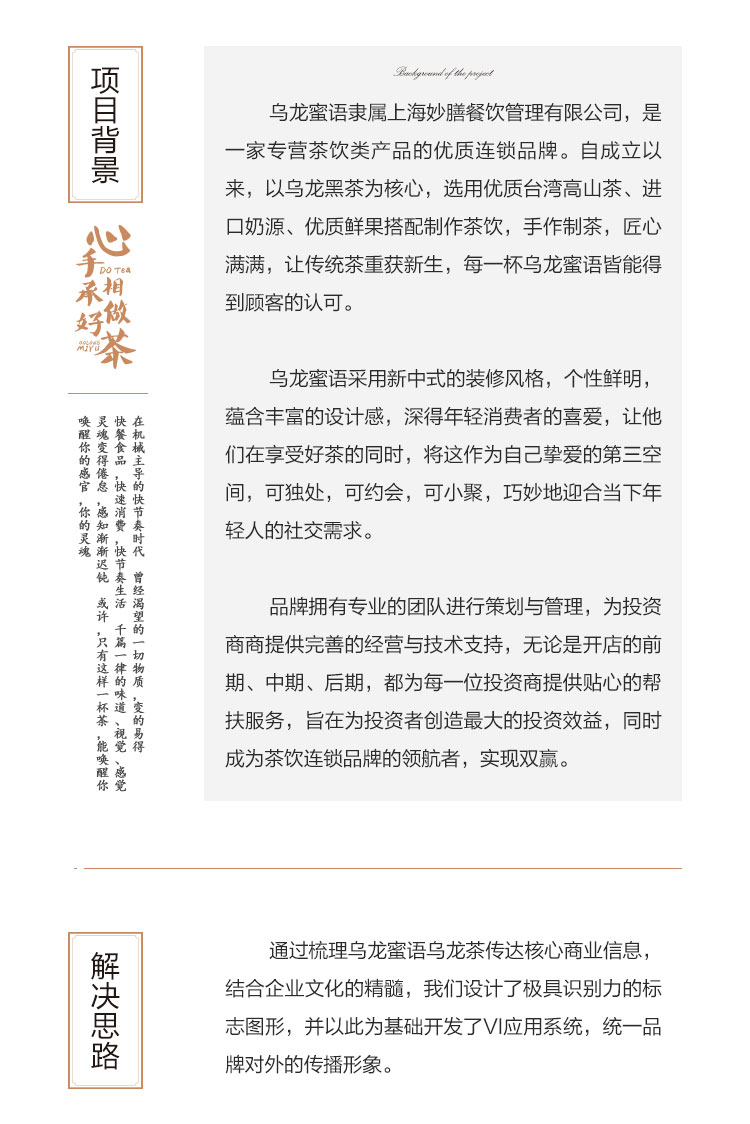 项目背景
Background of the project
乌龙蜜语隶属上海妙膳餐饮管理有限公司，是
一家专营茶饮类产品的优质连锁品牌。自成立以
来，以乌龙黑茶为核心，选用优质台湾高山茶、进
口奶源、优质鲜果搭配制作茶饮，手作制茶，匠心
满满，让传统茶重获新生，每一杯乌龙蜜语皆能得
到顾客的认可。
乌龙蜜语采用新中式的装修风格，个性鲜明，
蕴含丰富的设计感，深得年轻消费者的喜爱，让他
们在享受好茶的同时，将这作为自己挚爱的第三空
间，可独处，可约会，可小聚，巧妙地迎合当下年
轻人的社交需求。
品牌拥有专业的团队进行策划与管理，为投资
商商提供完善的经营与技术支持，无论是开店的前
期、中期、后期，都为每一位投资商提供贴心的帮
扶服务，旨在为投资者创造最大的投资效益，同时
成为茶饮连锁品牌的领航者，实现双赢。
心手相承
DO Tea
做好茶
OOLONG
MIYU
在机械主导的快节奏时代 曾经渴望的一切物质，变的易得
快餐食品，快速消费，快节奏生活 千篇一律的味道、视觉、感觉
灵魂变得倦怠，感知渐渐迟钝 或许，只有这样一杯茶，能唤醒你
唤醒你的感官，你的灵魂
解决思路
通过梳理乌龙蜜语乌龙茶传达核心商业信息，
结合企业文化的精髓，我们设计了极具识别力的标
志图形，并以此为基础开发了VI应用系统，统一品
牌对外的传播形象。